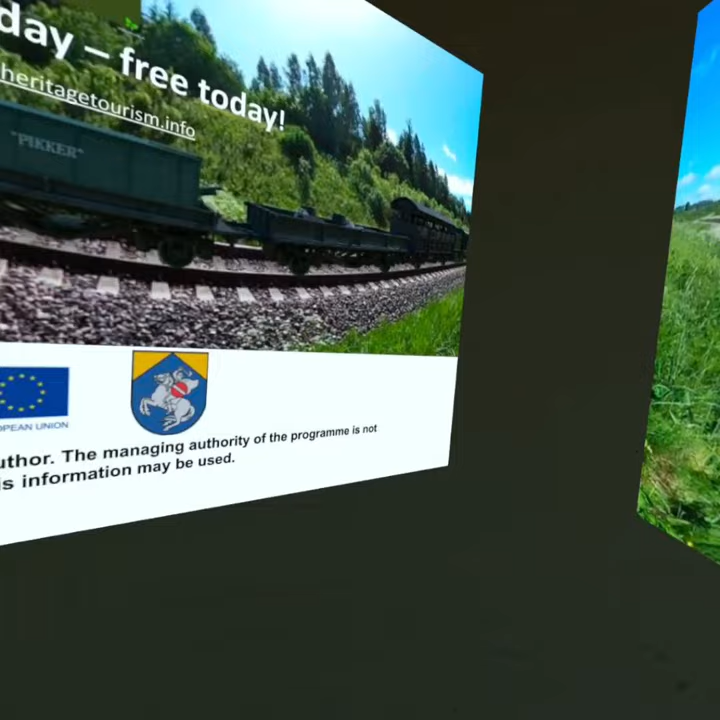 day – free today!
heritagetourism.info
"PIKKER"
OPEAN UNION
uthor. The managing authority of the programme is not
is information may be used.